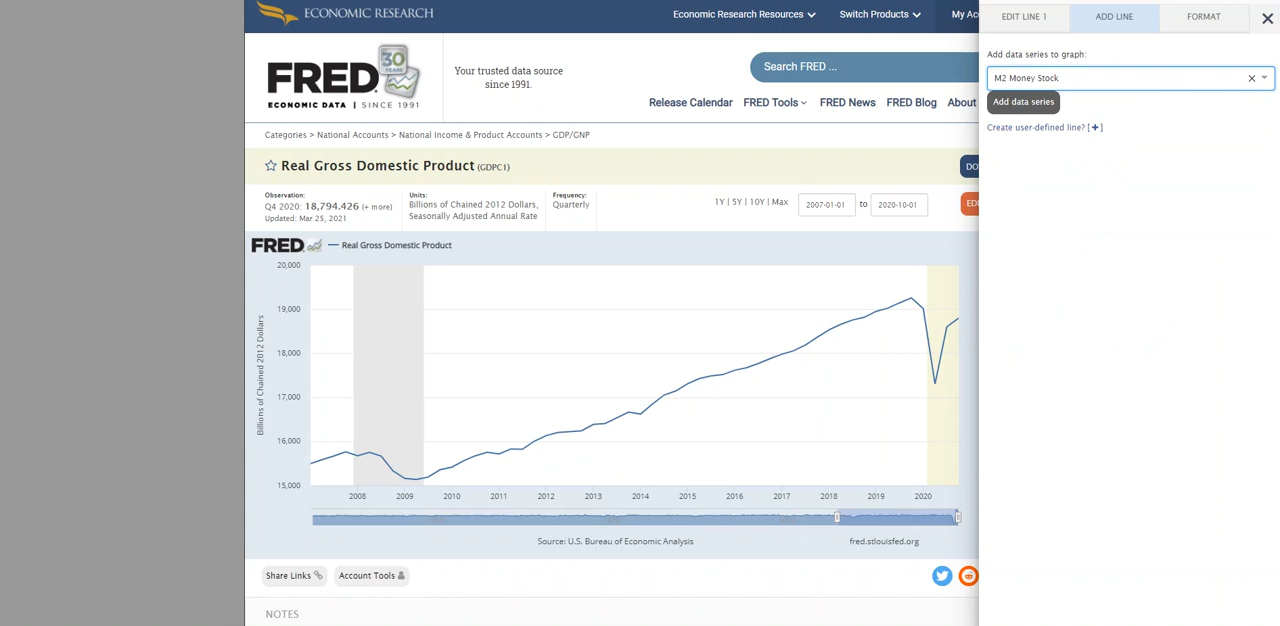 ECONOMIC RESEARCH
Economic Research Resources
Switch Products
My Acc
EDIT LINE 1
ADD LINE
FORMAT
Add data series to graph:
M2 Money Stock
Add data series
Create user-defined line? [ + ]
FRED
30
YEARS
ECONOMIC DATA | SINCE 1991
Your trusted data source
since 1991.
Search FRED ...
Release Calendar
FRED Tools
FRED News
FRED Blog
About
Categories > National Accounts > National Income & Product Accounts > GDP/GNP
Real Gross Domestic Product (GDPC1)
DO
Observation:
Q4 2020: 18,794.426 (+ more)
Updated: Mar 25, 2021
Units:
Billions of Chained 2012 Dollars,
Seasonally Adjusted Annual Rate
Frequency:
Quarterly
1Y | 5Y | 10Y | Max
2007-01-01
to
2020-10-01
EDI
FRED
Real Gross Domestic Product
20,000
19,000
18,000
17,000
16,000
15,000
Billions of Chained 2012 Dollars
2008
2009
2010
2011
2012
2013
2014
2015
2016
2017
2018
2019
2020
Source: U.S. Bureau of Economic Analysis
fred.stlouisfed.org
Share Links
Account Tools
NOTES